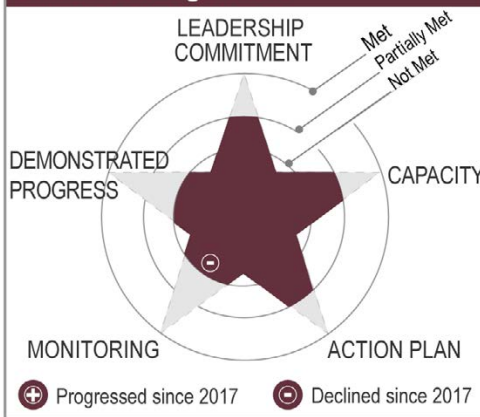 LEADERSHIP
COMMITMENT
Met
Partially Met
Not Met
DEMONSTRATED
PROGRESS
CAPACITY
MONITORING
ACTION PLAN
Progressed since 2017
Declined since 2017